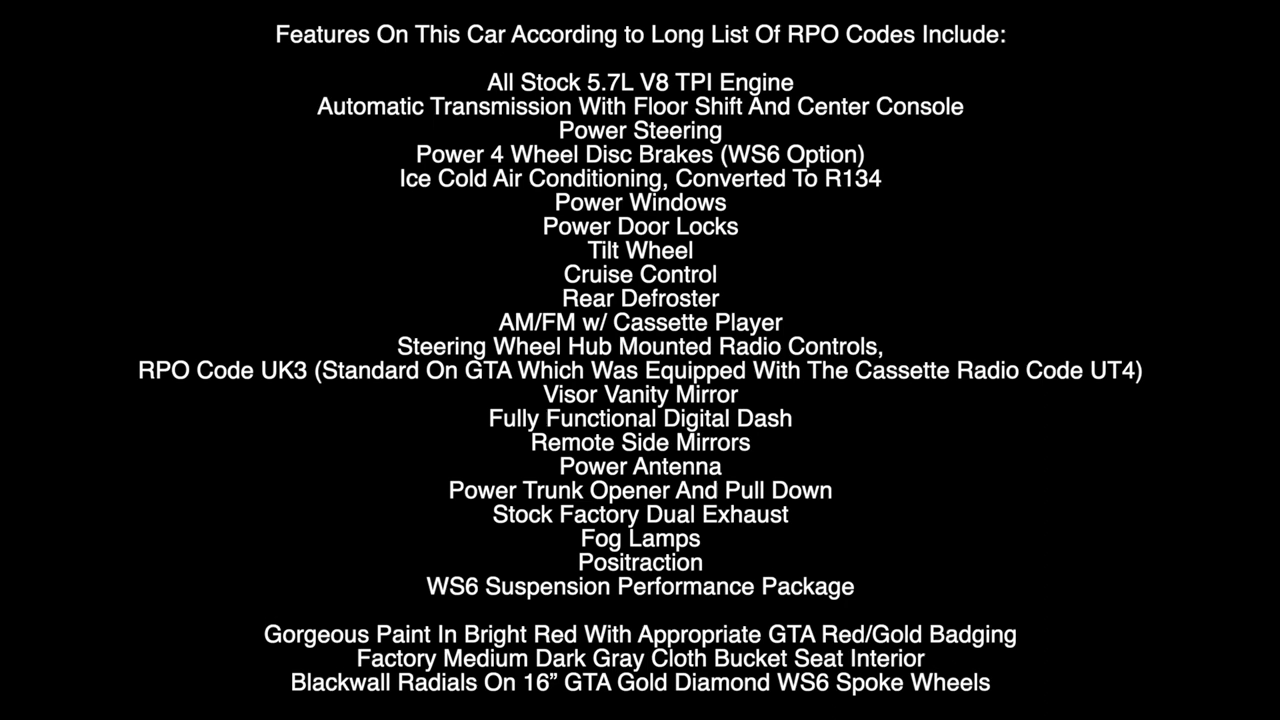 Features On This Car According to Long List Of RPO Codes Include:
All Stock 5.7L V8 TPI Engine
Automatic Transmission With Floor Shift And Center Console
Power Steering
Power 4 Wheel Disc Brakes (WS6 Option)
Ice Cold Air Conditioning, Converted To R134
Power Windows
Power Door Locks
Tilt Wheel
Cruise Control
Rear Defroster
AM/FM w/ Cassette Player
Steering Wheel Hub Mounted Radio Controls,
RPO Code UK3 (Standard On GTA Which Was Equipped With The Cassette Radio Code UT4)
Visor Vanity Mirror
Fully Functional Digital Dash
Remote Side Mirrors
Power Antenna
Power Trunk Opener And Pull Down
Stock Factory Dual Exhaust
Fog Lamps
Positraction
WS6 Suspension Performance Package
Gorgeous Paint In Bright Red With Appropriate GTA Red/Gold Badging
Factory Medium Dark Gray Cloth Bucket Seat Interior
Blackwall Radials On 16” GTA Gold Diamond WS6 Spoke Wheels